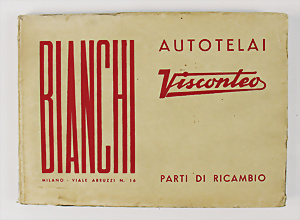 BIANCHI
MILANO - VIALE ABRUZZI N. 16
AUTOTELAI
Visconteo
PARTI DI RICAMBIO